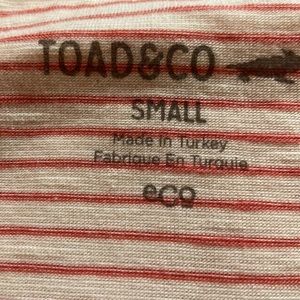 TOAD&CO
SMALL
Made in Turkey
Fabrique En Turquie
eco